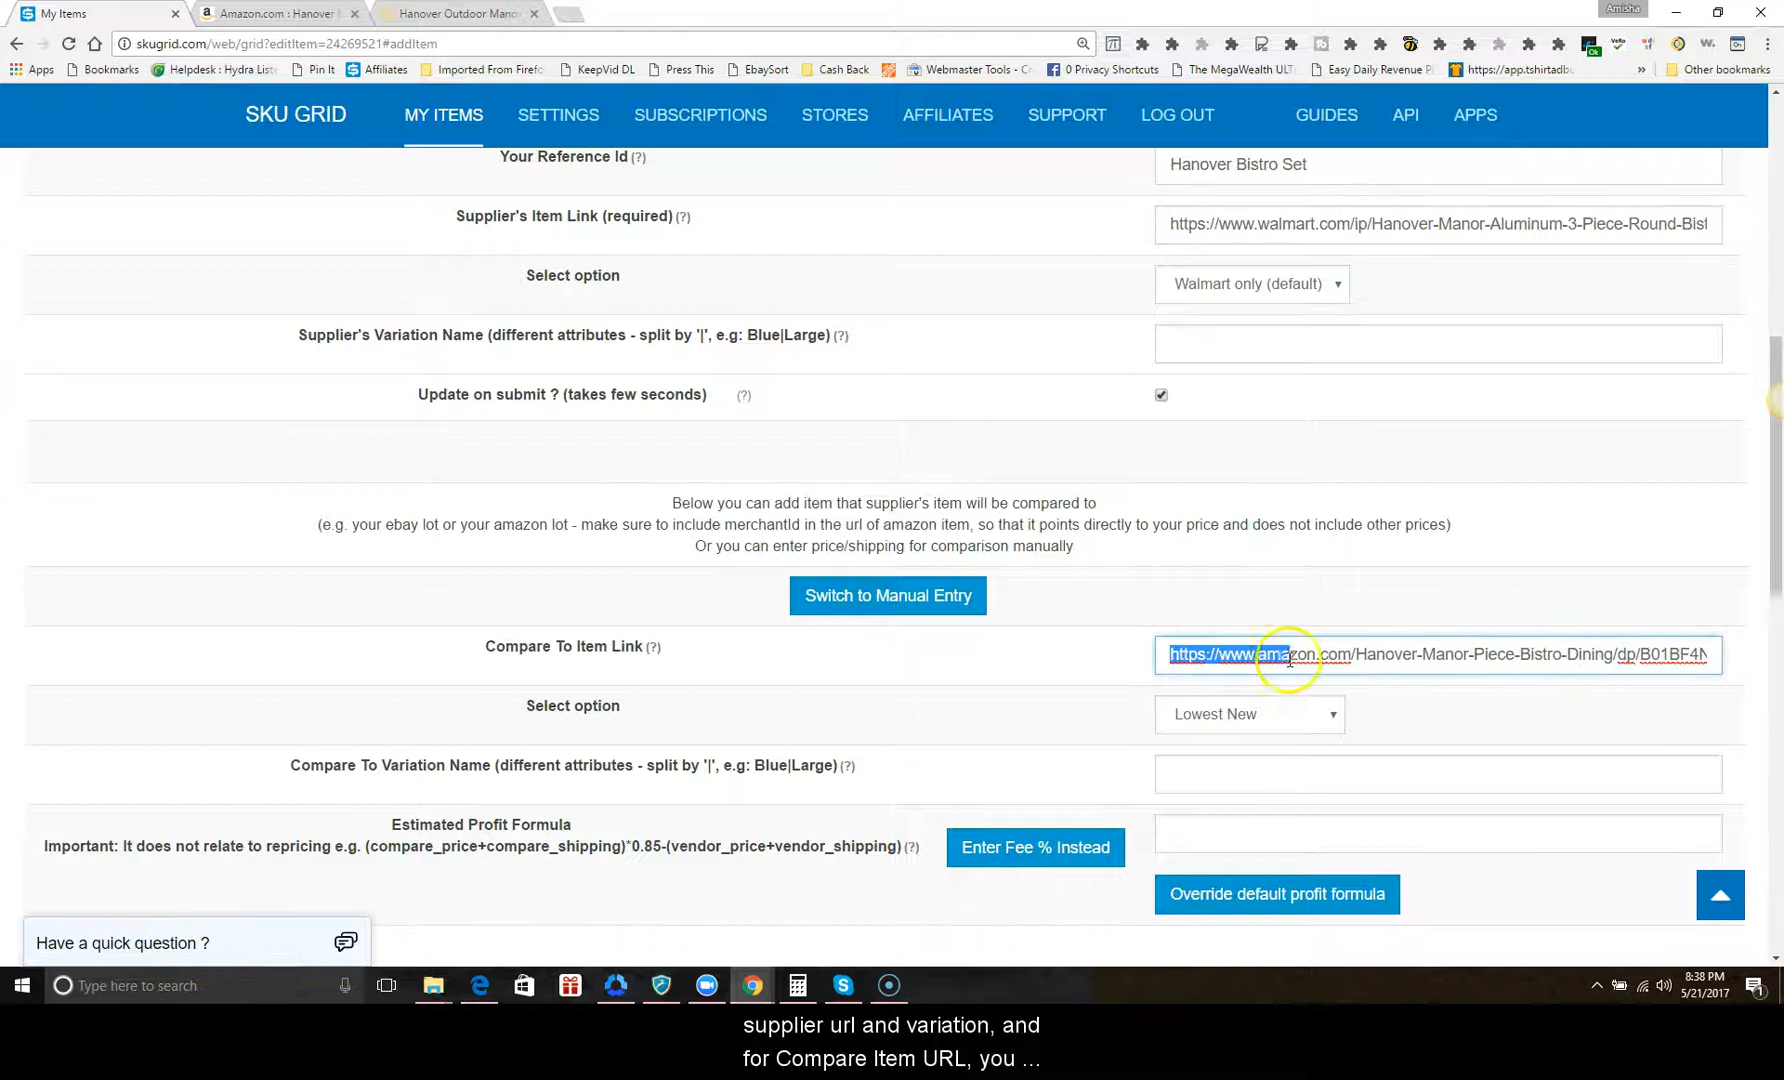 My Items
Amazon.com : Hanover
Hanover Outdoor Mano
Amisha
skugrid.com/web/grid?editItem=24269521#addItem
Apps
Bookmarks
Helpdesk : Hydra Liste
Pin It
Affiliates
Imported From Firefo
KeepVid DL
Press This
EbaySort
Cash Back
Webmaster Tools - Cr
0 Privacy Shortcuts
The MegaWealth ULT
Easy Daily Revenue P
https://app.tshirtadbu
»
Other bookmarks
SKU GRID
MY ITEMS
SETTINGS
SUBSCRIPTIONS
STORES
AFFILIATES
SUPPORT
LOG OUT
GUIDES
API
APPS
Your Reference Id (?)
Hanover Bistro Set
Supplier's Item Link (required) (?)
https://www.walmart.com/ip/Hanover-Manor-Aluminum-3-Piece-Round-Bist
Select option
Walmart only (default)
Supplier's Variation Name (different attributes - split by '|', e.g: Blue|Large) (?)
Update on submit ? (takes few seconds) (?)
Below you can add item that supplier's item will be compared to
(e.g. your ebay lot or your amazon lot - make sure to include merchantId in the url of amazon item, so that it points directly to your price and does not include other prices)
Or you can enter price/shipping for comparison manually
Switch to Manual Entry
Compare To Item Link (?)
https://www.amazon.com/Hanover-Manor-Piece-Bistro-Dining/dp/B01BF4N
Select option
Lowest New
Compare To Variation Name (different attributes - split by '|', e.g: Blue|Large) (?)
Estimated Profit Formula
Important: It does not relate to repricing e.g. (compare_price+compare_shipping)*0.85-(vendor_price+vendor_shipping) (?)
Enter Fee % Instead
Override default profit formula
Have a quick question ?
Type here to search
8:38 PM
5/21/2017
supplier url and variation, and
for Compare Item URL, you ...